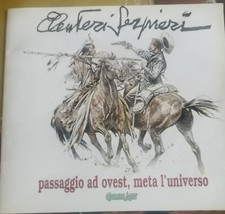 Eleuteri Serpieri
passaggio ad ovest, meta l'universo